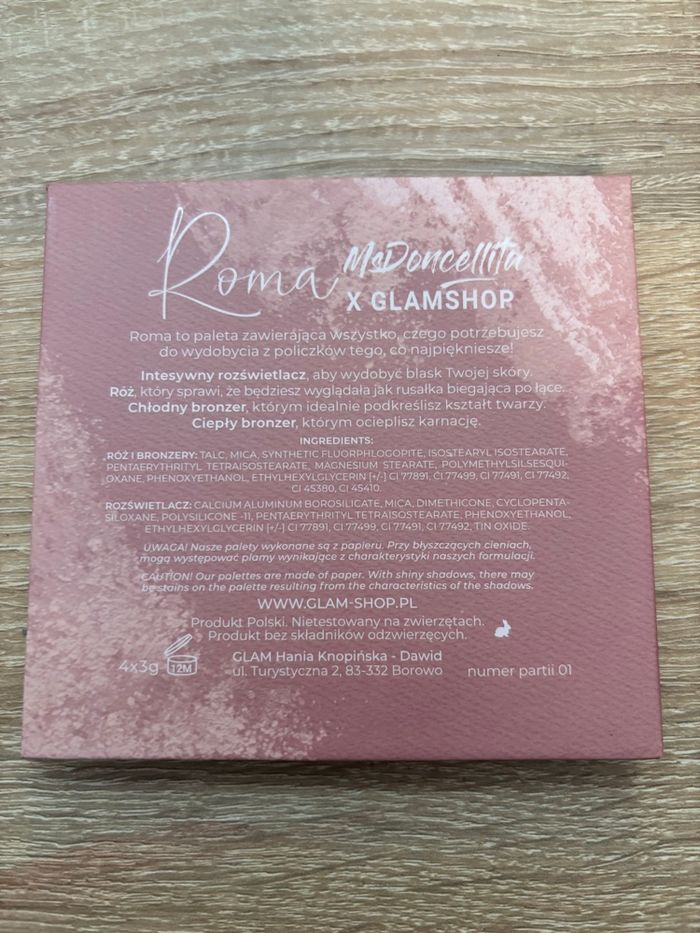 Roma
MsDoncellita
X GLAMSHOP
Roma to paleta zawierająca wszystko, czego potrzebujesz
do wydobycia z policzków tego, co najpiękniesze!
Intesywny rozświetlacz, aby wydobyć blask Twojej skóry.
Róż, który sprawi, że będziesz wyglądała jak rusałka biegająca po łące.
Chłodny bronzer, którym idealnie podkreślisz kształt twarzy.
Ciepły bronzer, którym ocieplisz karnację.
INGREDIENTS:
RÓŻ I BRONZERY: TALC, MICA, SYNTHETIC FLUORPHLOGOPITE, ISOSTEARYL ISOSTEARATE,
PENTAERYTHRITYL TETRAISOSTEARATE, MAGNESIUM STEARATE, POLYMETHYLSILSESQUI-
OXANE, PHENOXYETHANOL, ETHYLHEXYLGLYCERIN [+/-] CI 77891, CI 77499, CI 77491, CI 77492,
CI 45380, CI 45410.
ROZŚWIETLACZ: CALCIUM ALUMINUM BOROSILICATE, MICA, DIMETHICONE, CYCLOPENTA-
SILOXANE, POLYSILICONE -11, PENTAERYTHRITYL TETRAISOSTEARATE, PHENOXYETHANOL,
ETHYLHEXYLGLYCERIN [+/-] CI 77891, CI 77499, CI 77491, CI 77492, TIN OXIDE.
UWAGA! Nasze palety wykonane są z papieru. Przy błyszczących cieniach,
mogą występować plamy wynikające z charakterystyki naszych formulacji.
CAUTION! Our palettes are made of paper. With shiny shadows, there may
be stains on the palette resulting from the characteristics of the shadows.
WWW.GLAM-SHOP.PL
Produkt Polski. Nietestowany na zwierzętach.
Produkt bez składników odzwierzęcych.
4x3g
12M
GLAM Hania Knopińska - Dawid
ul. Turystyczna 2, 83-332 Borowo
numer partii 01